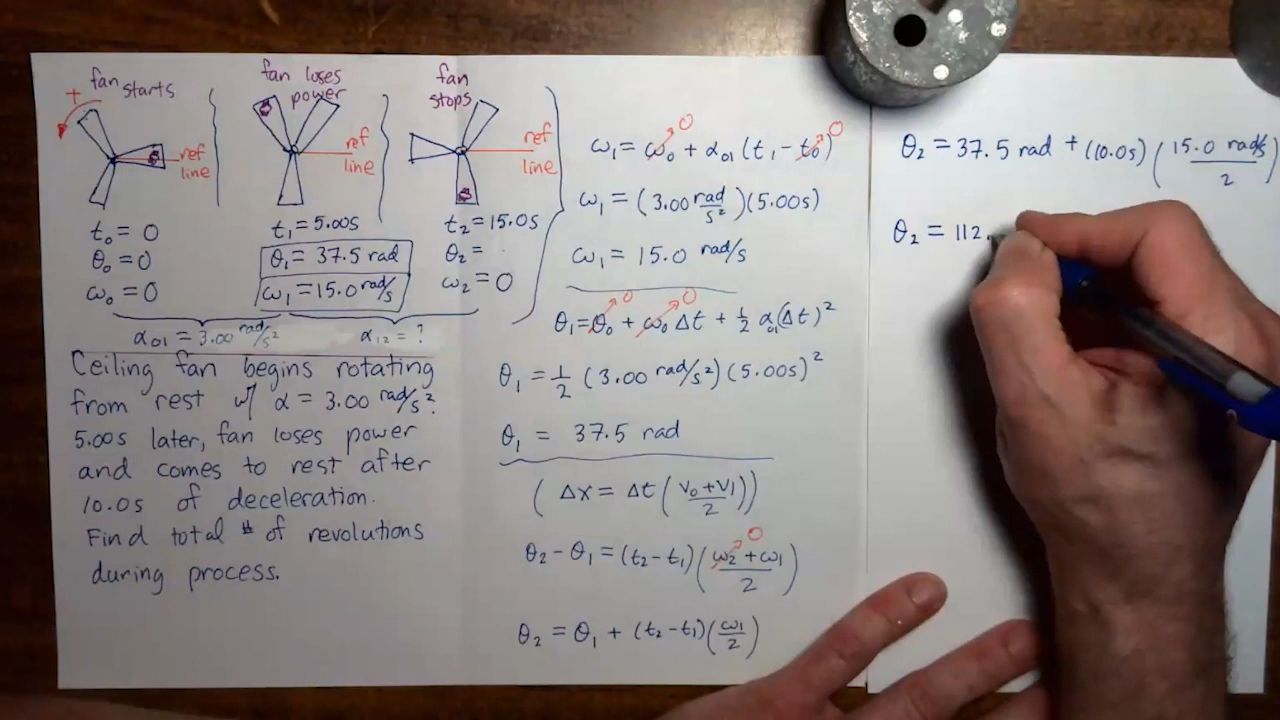 fan starts
+
ref line
t₀ = 0
θ₀ = 0
ω₀ = 0
fan loses power
ref line
t₁ = 5.00s
θ₁ = 37.5 rad
ω₁ = 15.0 rad/s
fan stops
ref line
t₂ = 15.0s
θ₂ =
ω₂ = 0
α₀₁ = 3.00 rad/s²
α₁₂ = ?
Ceiling fan begins rotating
from rest w/ α = 3.00 rad/s².
5.00s later, fan loses power
and comes to rest after
10.0s of deceleration.
Find total # of revolutions
during process.
ω₁ = ω₀ + α₀₁ (t₁ - t₀)
0 0
ω₁ = (3.00 rad/s²)(5.00s)
ω₁ = 15.0 rad/s
0 0
θ₁ = θ₀ + ω₀ Δt + 1/2 α₀₁(Δt)²
θ₁ = 1/2 (3.00 rad/s²)(5.00s)²
θ₁ = 37.5 rad
(Δx = Δt (v₀+v₁)/2))
0
θ₂ - θ₁ = (t₂ - t₁) (ω₂ + ω₁)/2)
θ₂ = θ₁ + (t₂ - t₁)(ω₁/2)
θ₂ = 37.5 rad + (10.0s) (15.0 rad/s / 2)
θ₂ = 112.